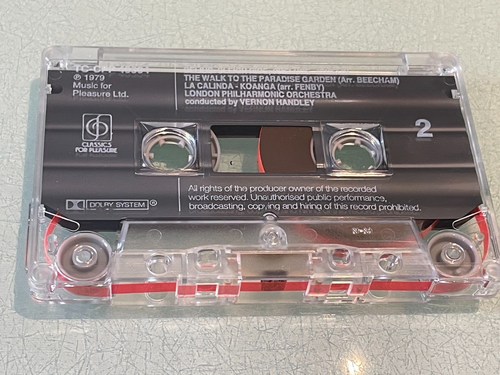 ℗ 1979
Music for
Pleasure Ltd.
THE WALK TO THE PARADISE GARDEN (Arr. BEECHAM)
LA CALINDA - KOANGA (arr. FENBY)
LONDON PHILHARMONIC ORCHESTRA
conducted by VERNON HANDLEY
2
CLASSICS
FOR PLEASURE
DOLBY SYSTEM®
All rights of the producer owner of the recorded
work reserved. Unauthorised public performance,
broadcasting, copying and hiring of this record prohibited.